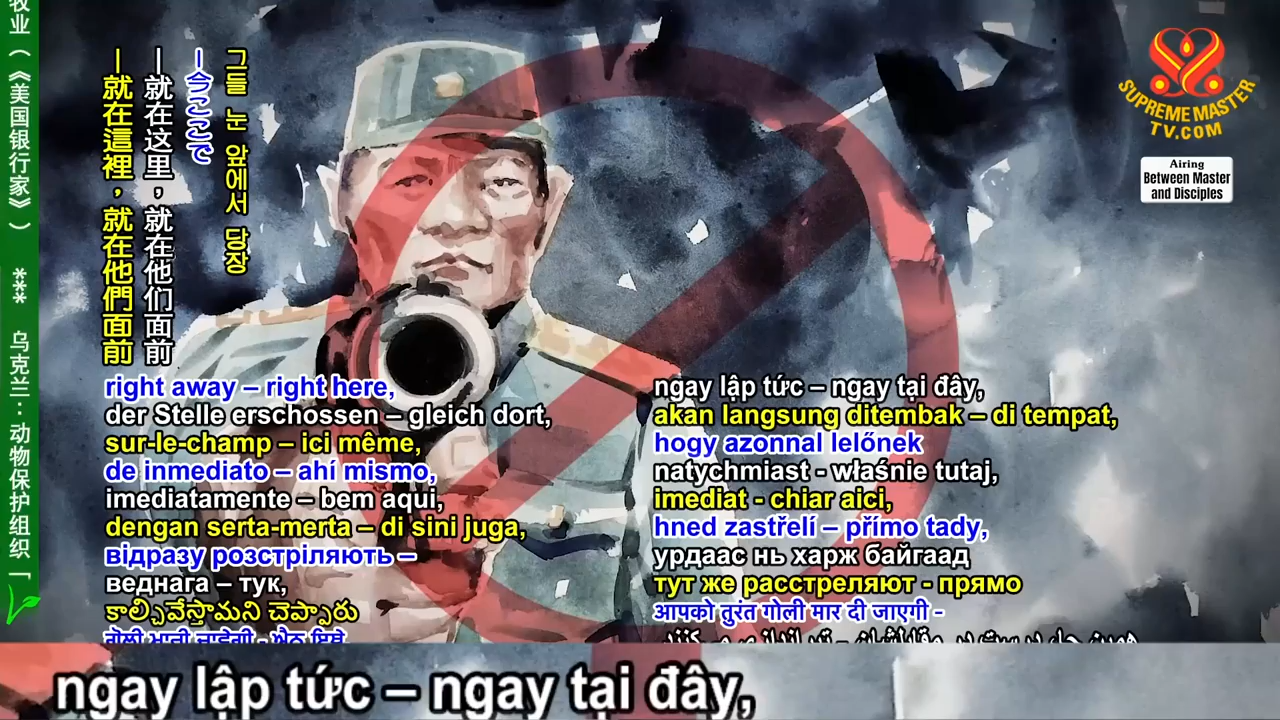 牧业（《美国银行家》） *** 乌克兰：动物保护组织「
—就在這裡，就在他們面前
—就在这里，就在他们面前
—今ここで
그들 눈 앞에서 당장
SUPREME MASTER
TV.COM
Airing
Between Master
and Disciples
right away – right here,
der Stelle erschossen – gleich dort,
sur-le-champ – ici même,
de inmediato – ahí mismo,
imediatamente – bem aqui,
dengan serta-merta – di sini juga,
відразу розстріляють –
веднага – тук,
కాల్చివేస్తామని చెప్పారు
ngay lập tức – ngay tại đây,
akan langsung ditembak – di tempat,
hogy azonnal lelőnek
natychmiast - właśnie tutaj,
imediat - chiar aici,
hned zastřelí – přímo tady,
урдаас нь харж байгаад
тут же расстреляют - прямо
आपको तुरंत गोली मार दी जाएगी -
ngay lập tức – ngay tại đây,